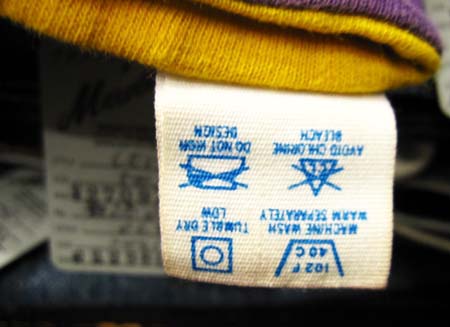 102 F
40 C
MACHINE WASH
WARM SEPARATELY
TUMBLE DRY
LOW
AVOID CHLORINE
BLEACH
DO NOT IRON
DESIGN